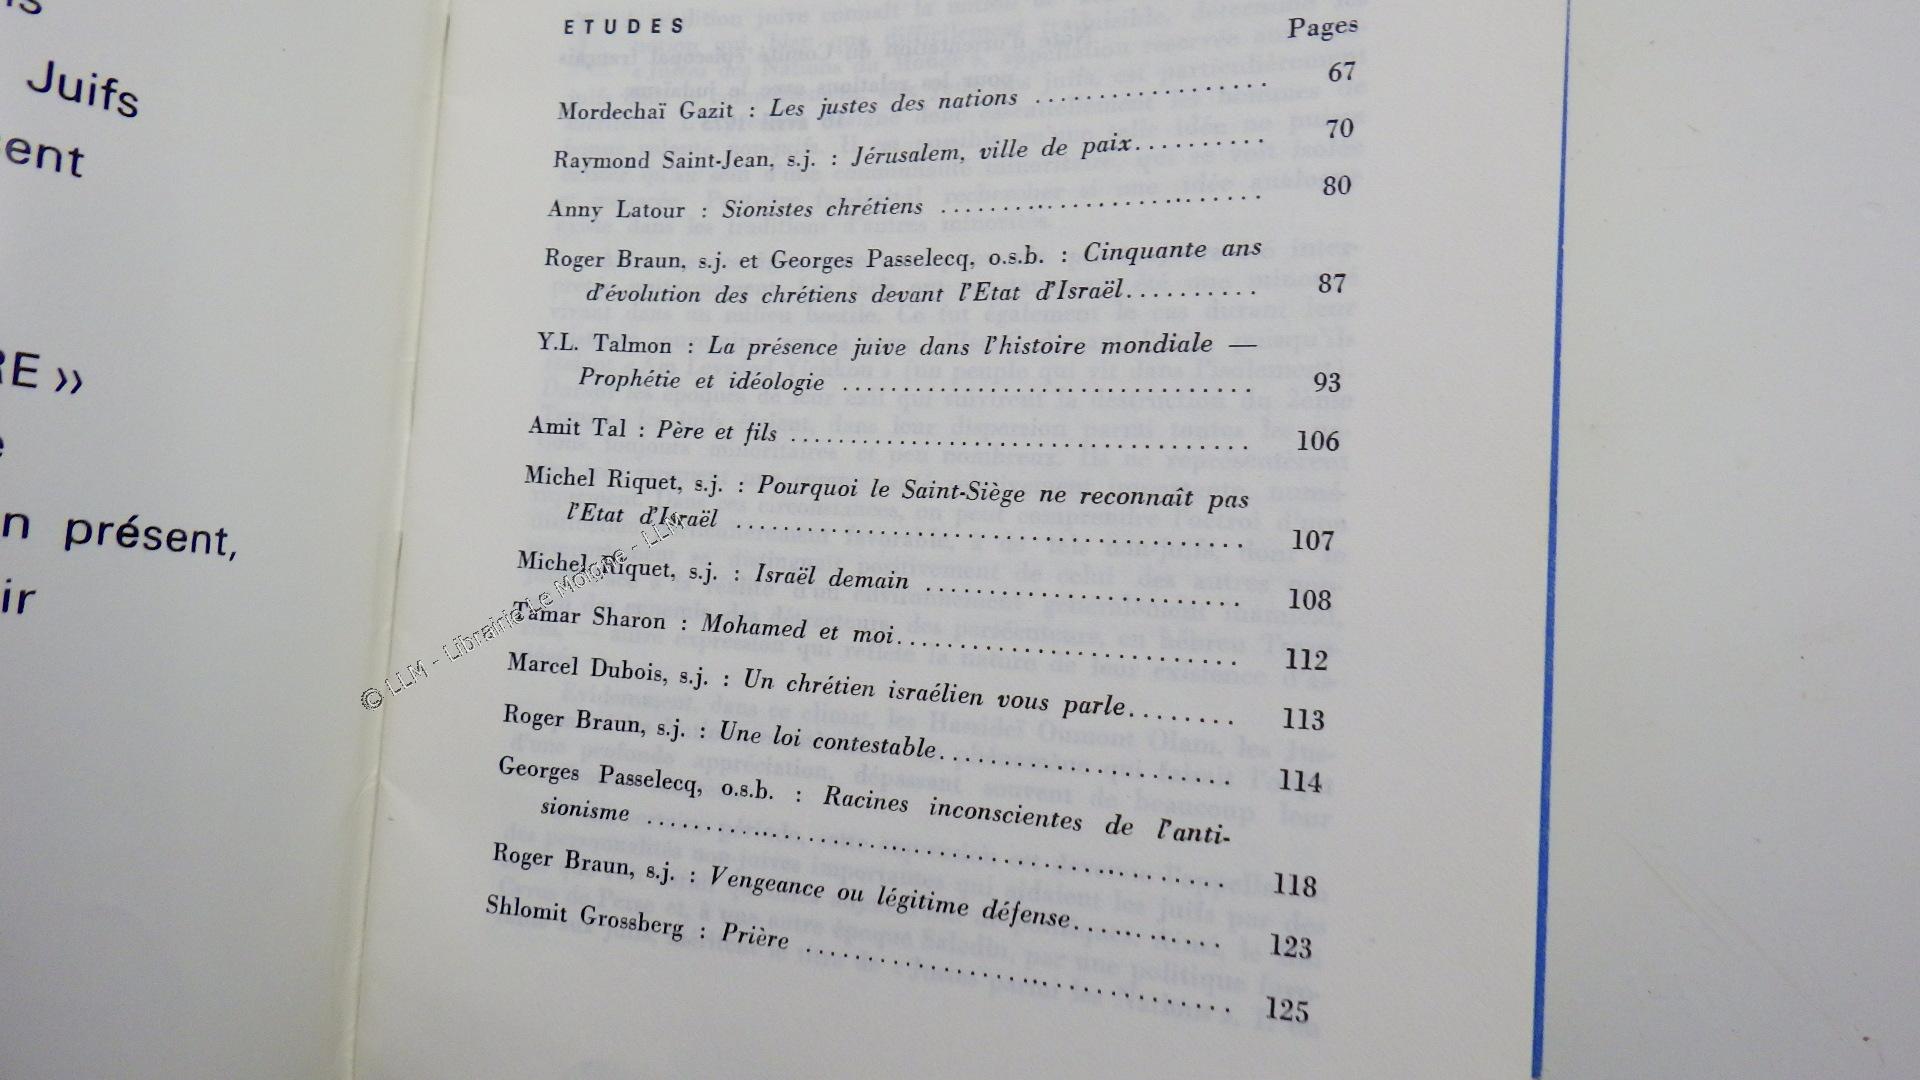 Juifs
ent
RE »
n présent,
ir
ETUDES
Pages
Mordechaï Gazit : Les justes des nations .................... 67
Raymond Saint-Jean, s.j. : Jérusalem, ville de paix.......... 70
Anny Latour : Sionistes chrétiens .......................... 80
Roger Braun, s.j. et Georges Passelecq, o.s.b. : Cinquante ans
d'évolution des chrétiens devant l'Etat d'Israël.......... 87
Y.L. Talmon : La présence juive dans l'histoire mondiale —
Prophétie et idéologie ................................ 93
Amit Tal : Père et fils .................................... 106
Michel Riquet, s.j. : Pourquoi le Saint-Siège ne reconnaît pas
l'Etat d'Israël ........................................ 107
Michel Riquet, s.j. : Israël demain ........................ 108
Tamar Sharon : Mohamed et moi........................... 112
Marcel Dubois, s.j. : Un chrétien israélien vous parle........ 113
Roger Braun, s.j. : Une loi contestable...................... 114
Georges Passelecq, o.s.b. : Racines inconscientes de l'anti-
sionisme .............................................. 118
Roger Braun, s.j. : Vengeance ou légitime défense............ 123
Shlomit Grossberg : Prière ................................ 125
© LLM - Librairie Le Moigne - LLM